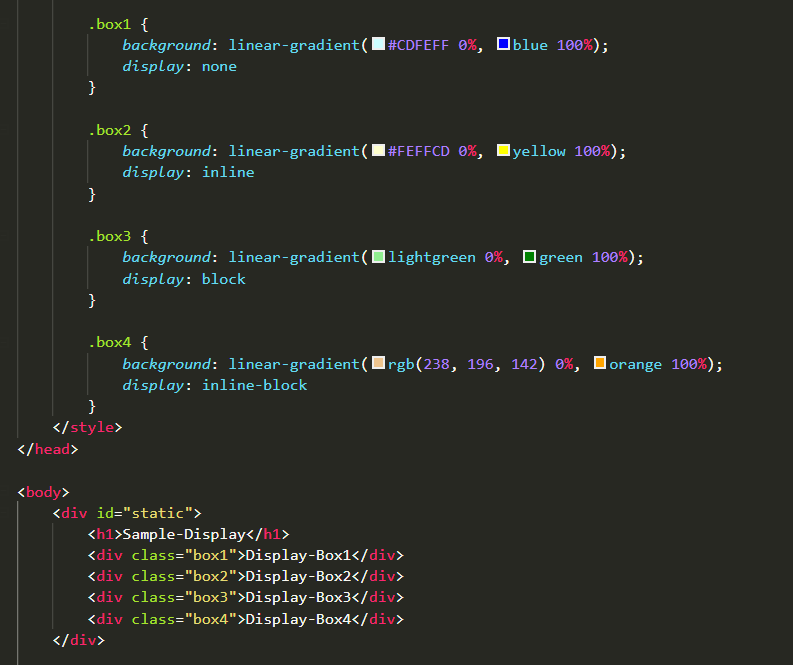 .box1 {
background: linear-gradient(#CDFEFF 0%, blue 100%);
display: none
}
.box2 {
background: linear-gradient(#FEFFCD 0%, yellow 100%);
display: inline
}
.box3 {
background: linear-gradient(lightgreen 0%, green 100%);
display: block
}
.box4 {
background: linear-gradient(rgb(238, 196, 142) 0%, orange 100%);
display: inline-block
}
</style>
</head>
<body>
<div id="static">
<h1>Sample-Display</h1>
<div class="box1">Display-Box1</div>
<div class="box2">Display-Box2</div>
<div class="box3">Display-Box3</div>
<div class="box4">Display-Box4</div>
</div>